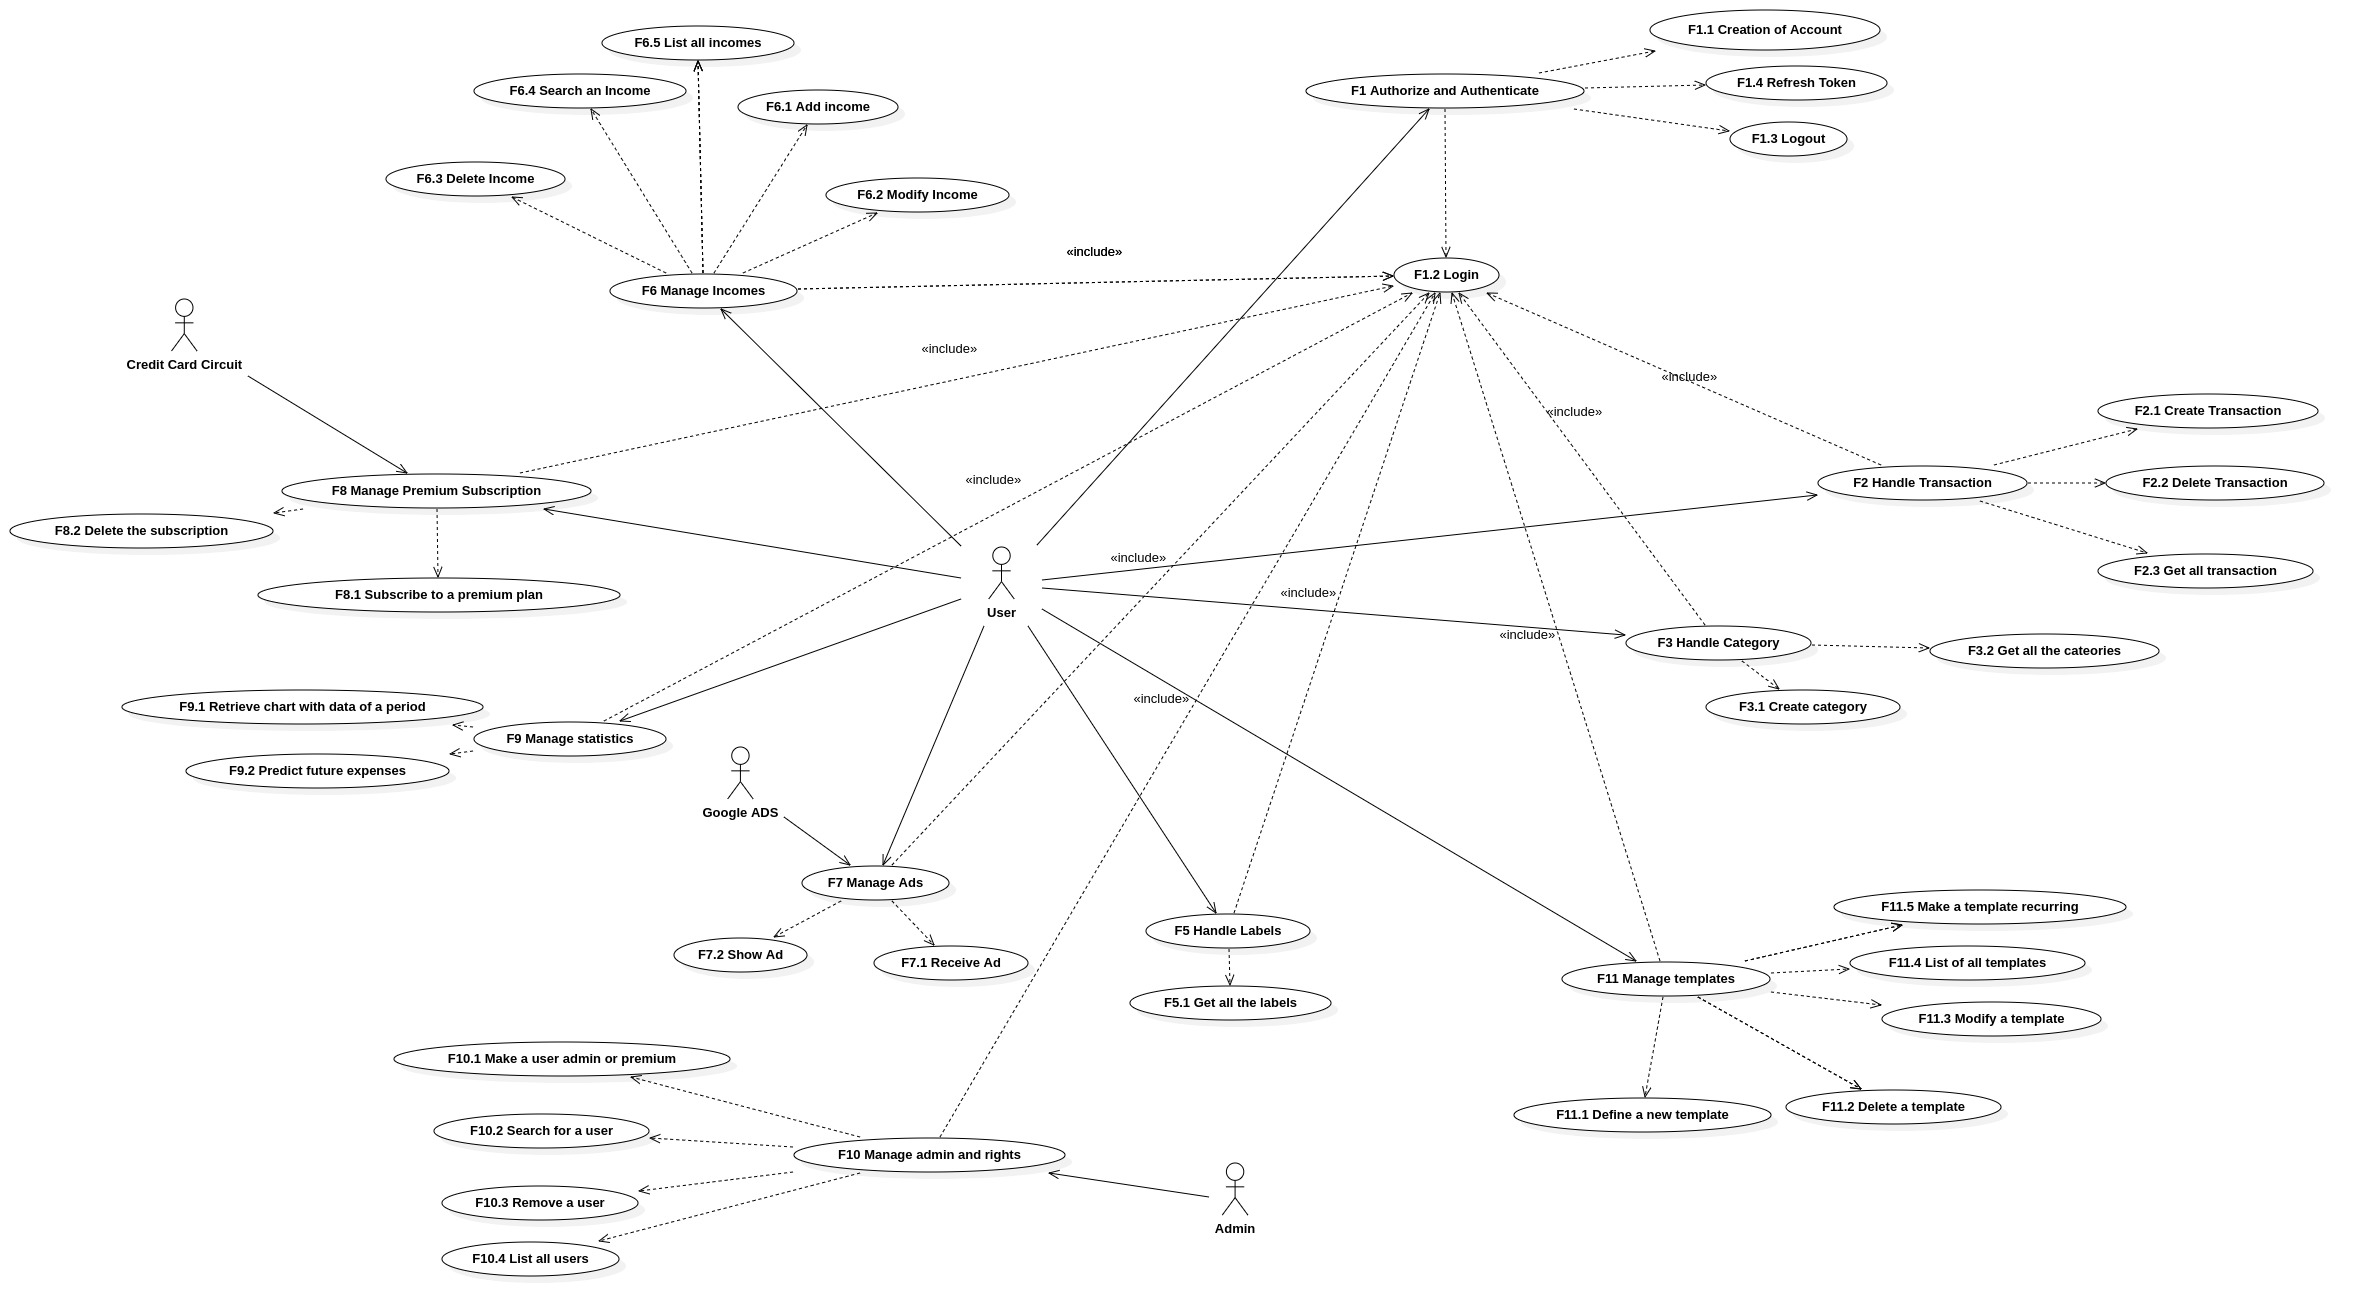 F1.1 Creation of Account
F6.5 List all incomes
F1.4 Refresh Token
F6.4 Search an Income
F1 Authorize and Authenticate
F6.1 Add income
F1.3 Logout
F6.3 Delete Income
F6.2 Modify Income
«include»
F1.2 Login
F6 Manage Incomes
«include»
Credit Card Circuit
«include»
«include»
F2.1 Create Transaction
«include»
F8 Manage Premium Subscription
F2 Handle Transaction
F2.2 Delete Transaction
F8.2 Delete the subscription
«include»
F2.3 Get all transaction
F8.1 Subscribe to a premium plan
«include»
User
«include»
F3 Handle Category
F3.2 Get all the cateories
«include»
F9.1 Retrieve chart with data of a period
F3.1 Create category
F9 Manage statistics
F9.2 Predict future expenses
Google ADS
F7 Manage Ads
F11.5 Make a template recurring
F5 Handle Labels
F7.2 Show Ad
F7.1 Receive Ad
F11.4 List of all templates
F11 Manage templates
F5.1 Get all the labels
F11.3 Modify a template
F10.1 Make a user admin or premium
F11.2 Delete a template
F11.1 Define a new template
F10.2 Search for a user
F10 Manage admin and rights
F10.3 Remove a user
Admin
F10.4 List all users